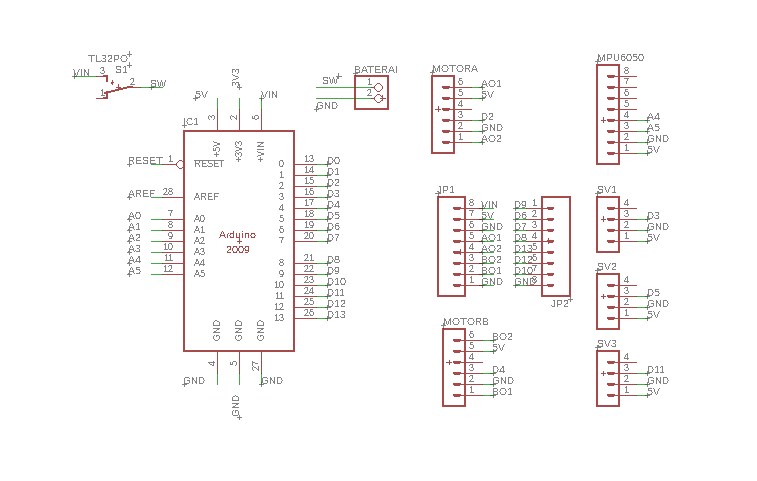 TL32PO
S1
VIN 3
2 SW
1
IC1
5V
3V3
VIN
3
2
6
+5V
+3V3
+VIN
RESET 1 RESET
AREF 28 AREF
A0 7 A0
A1 8 A1
A2 9 A2
A3 10 A3
A4 11 A4
A5 12 A5
Arduino
2009
0 13 D0
1 14 D1
2 15 D2
3 16 D3
4 17 D4
5 18 D5
6 19 D6
7 20 D7
8 21 D8
9 22 D9
10 23 D10
11 24 D11
12 25 D12
13 26 D13
GND
GND
GND
4
5
27
GND
GND
GND
BATERAI
SW 1
GND 2
MOTORA
6 AO1
5 5V
4
3 D2
2 GND
1 AO2
JP1
8 VIN
7 5V
6 GND
5 AO1
4 AO2
3 BO2
2 BO1
1 GND
D9 1
D6 2
D7 3
D8 4
D13 5
D12 6
D10 7
GND 8
JP2
MOTORB
6 BO2
5 5V
4
3 D4
2 GND
1 BO1
MPU6050
8
7
6
5
4 A4
3 A5
2 GND
1 5V
SV1
4
3 D3
2 GND
1 5V
SV2
4
3 D5
2 GND
1 5V
SV3
4
3 D11
2 GND
1 5V